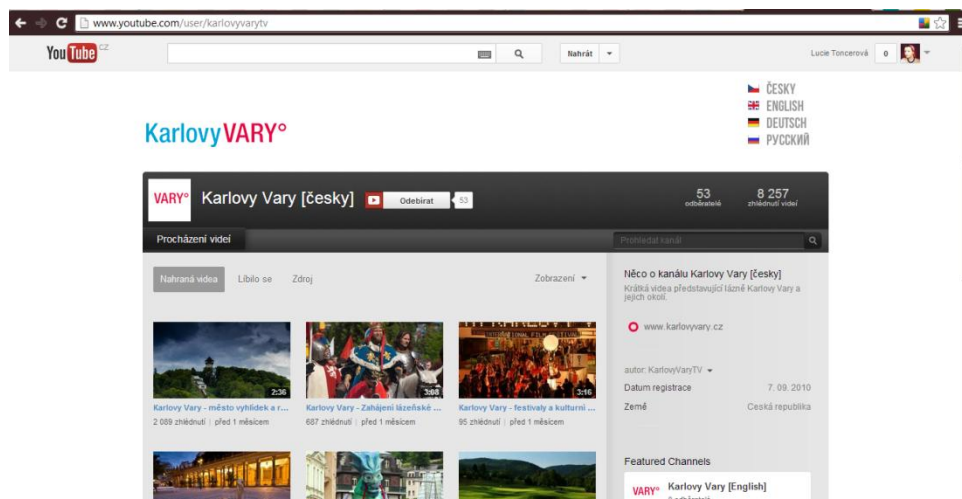 www.youtube.com/user/karlovyvarytv
YouTube CZ
Nahrát
Lucie Toncerová
0
ČESKY
ENGLISH
DEUTSCH
РУССКИЙ
KarlovyVARY°
VARY°
Karlovy Vary [česky]
Odebírat
53
53
odběratelé
8 257
zhlédnutí videí
Procházení videí
Prohledat kanál
Nahraná videa
Líbilo se
Zdroj
Zobrazení
2:36
Karlovy Vary - město vyhlídek a r...
2 089 zhlédnutí | před 1 měsícem
3:08
Karlovy Vary - Zahájení lázeňské ...
687 zhlédnutí | před 1 měsícem
INTERNATIONAL FILM FESTIVAL
3:16
Karlovy Vary - festivaly a kulturní ...
95 zhlédnutí | před 1 měsícem
Něco o kanálu Karlovy Vary [česky]
Krátká videa představující lázně Karlovy Vary a
jejich okolí.
www.karlovyvary.cz
autor: KarlovyVaryTV
Datum registrace
7. 09. 2010
Země
Česká republika
Featured Channels
VARY°
Karlovy Vary [English]